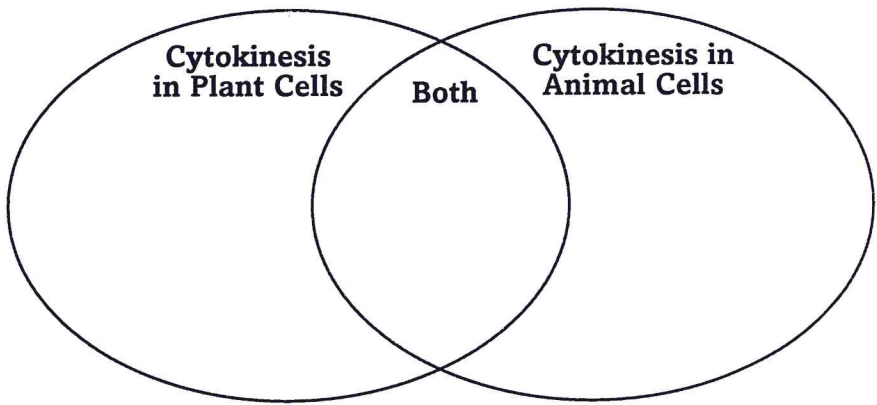 Cytokinesis
in Plant Cells
Both
Cytokinesis in
Animal Cells